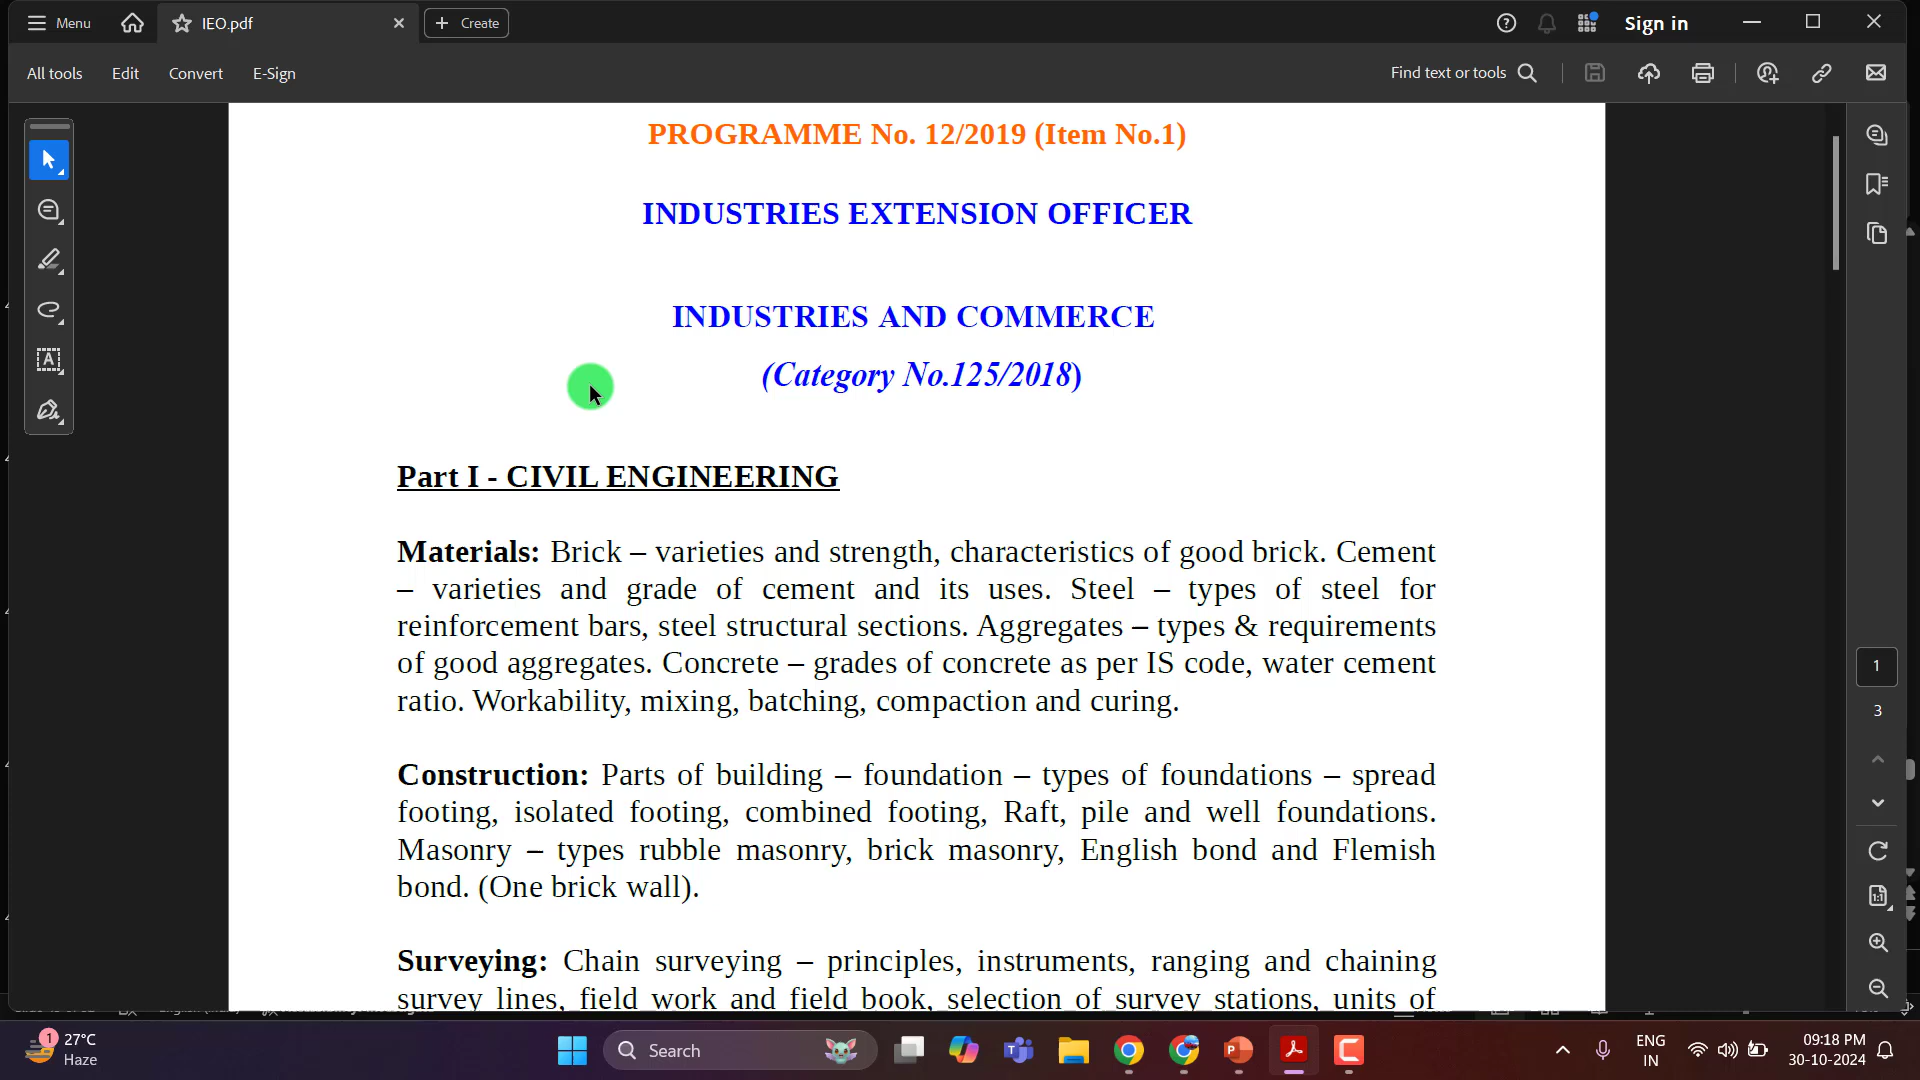 Menu
IEO.pdf
Create
Sign in
All tools Edit Convert E-Sign
Find text or tools
PROGRAMME No. 12/2019 (Item No.1)
INDUSTRIES EXTENSION OFFICER
INDUSTRIES AND COMMERCE
(Category No.125/2018)
Part I - CIVIL ENGINEERING
Materials: Brick – varieties and strength, characteristics of good brick. Cement
– varieties and grade of cement and its uses. Steel – types of steel for
reinforcement bars, steel structural sections. Aggregates – types & requirements
of good aggregates. Concrete – grades of concrete as per IS code, water cement
ratio. Workability, mixing, batching, compaction and curing.
Construction: Parts of building – foundation – types of foundations – spread
footing, isolated footing, combined footing, Raft, pile and well foundations.
Masonry – types rubble masonry, brick masonry, English bond and Flemish
bond. (One brick wall).
Surveying: Chain surveying – principles, instruments, ranging and chaining
survey lines, field work and field book, selection of survey stations, units of
1
3
1
27°C
Haze
Search
ENG
IN
09:18 PM
30-10-2024